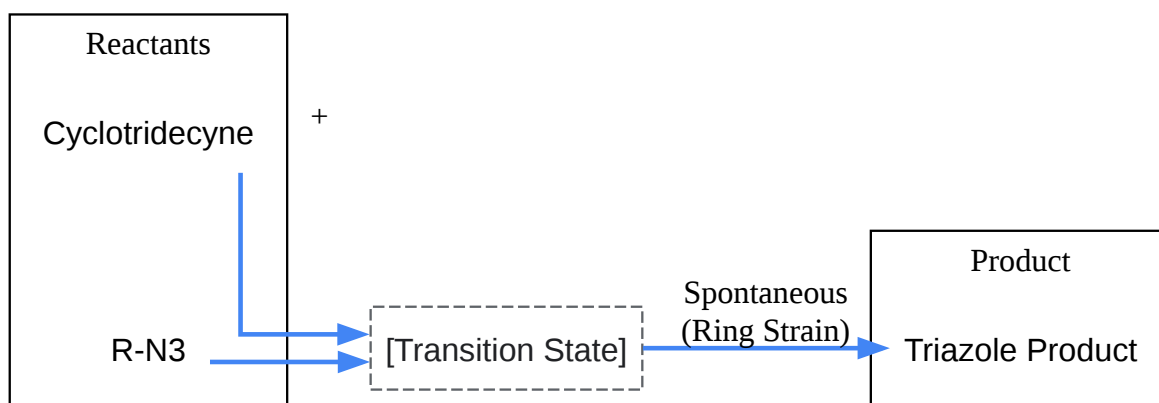 Reactants
Cyclotridecyne
+
R-N3
[Transition State]
Spontaneous
(Ring Strain)
Product
Triazole Product